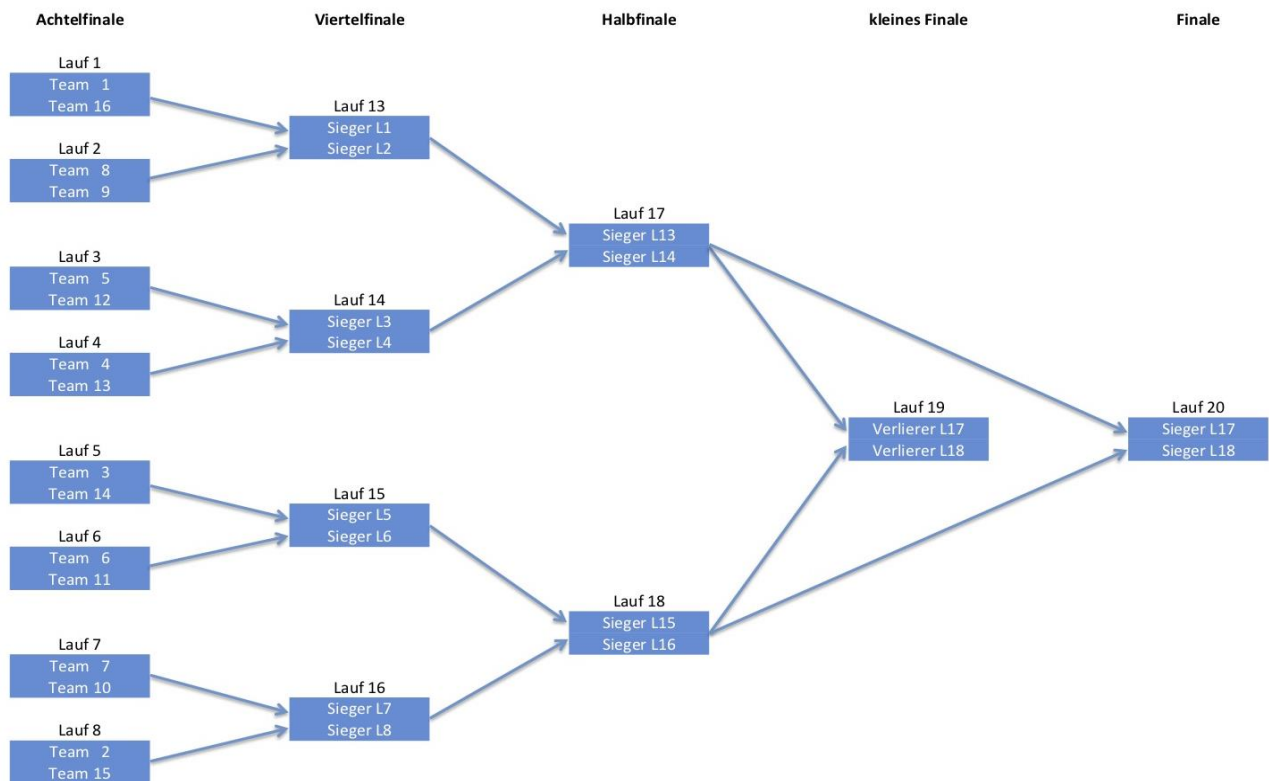 Achtelfinale
Viertelfinale
Halbfinale
kleines Finale
Finale
Lauf 1
Team 1
Team 16
Lauf 2
Team 8
Team 9
Lauf 3
Team 5
Team 12
Lauf 4
Team 4
Team 13
Lauf 5
Team 3
Team 14
Lauf 6
Team 6
Team 11
Lauf 7
Team 7
Team 10
Lauf 8
Team 2
Team 15
Lauf 13
Sieger L1
Sieger L2
Lauf 14
Sieger L3
Sieger L4
Lauf 15
Sieger L5
Sieger L6
Lauf 16
Sieger L7
Sieger L8
Lauf 17
Sieger L13
Sieger L14
Lauf 18
Sieger L15
Sieger L16
Lauf 19
Verlierer L17
Verlierer L18
Lauf 20
Sieger L17
Sieger L18